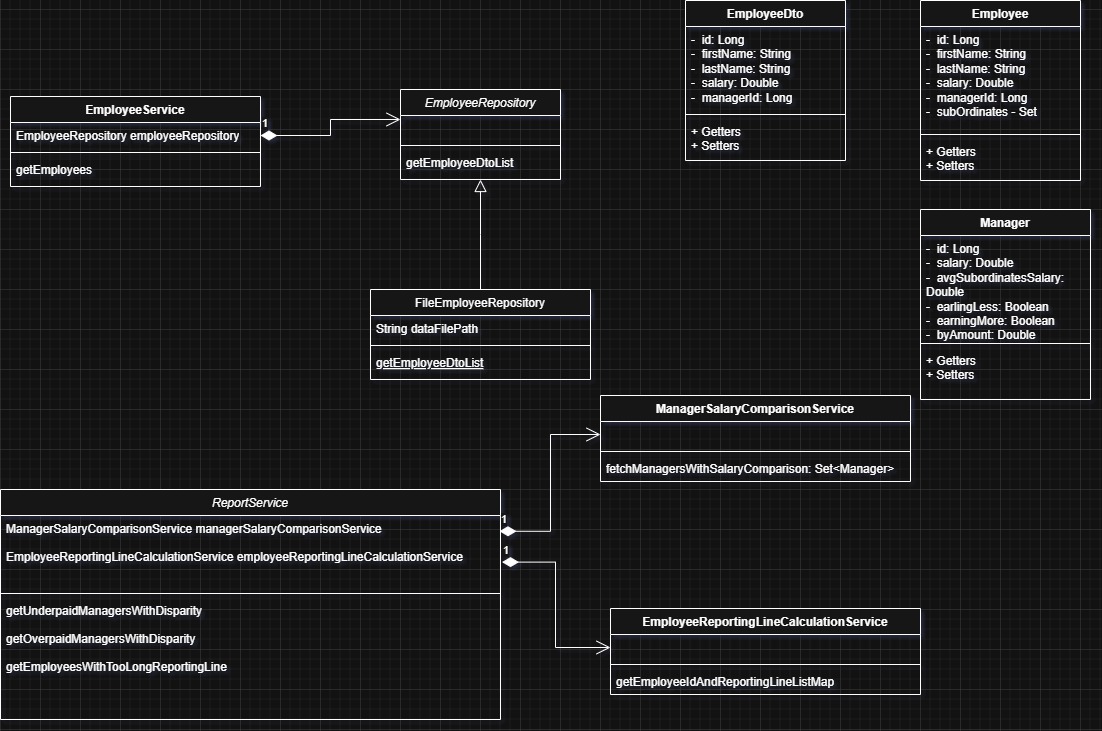 EmployeeDto
- id: Long
- firstName: String
- lastName: String
- salary: Double
- managerId: Long
+ Getters
+ Setters
Employee
- id: Long
- firstName: String
- lastName: String
- salary: Double
- managerId: Long
- subOrdinates - Set
+ Getters
+ Setters
EmployeeService
EmployeeRepository employeeRepository
getEmployees
1
EmployeeRepository
getEmployeeDtoList
Manager
- id: Long
- salary: Double
- avgSubordinatesSalary:
Double
- earlingLess: Boolean
- earningMore: Boolean
- byAmount: Double
+ Getters
+ Setters
FileEmployeeRepository
String dataFilePath
getEmployeeDtoList
ManagerSalaryComparisonService
fetchManagersWithSalaryComparison: Set<Manager>
ReportService
ManagerSalaryComparisonService managerSalaryComparisonService
EmployeeReportingLineCalculationService employeeReportingLineCalculationService
getUnderpaidManagersWithDisparity
getOverpaidManagersWithDisparity
getEmployeesWithTooLongReportingLine
1
1
EmployeeReportingLineCalculationService
getEmployeeIdAndReportingLineListMap